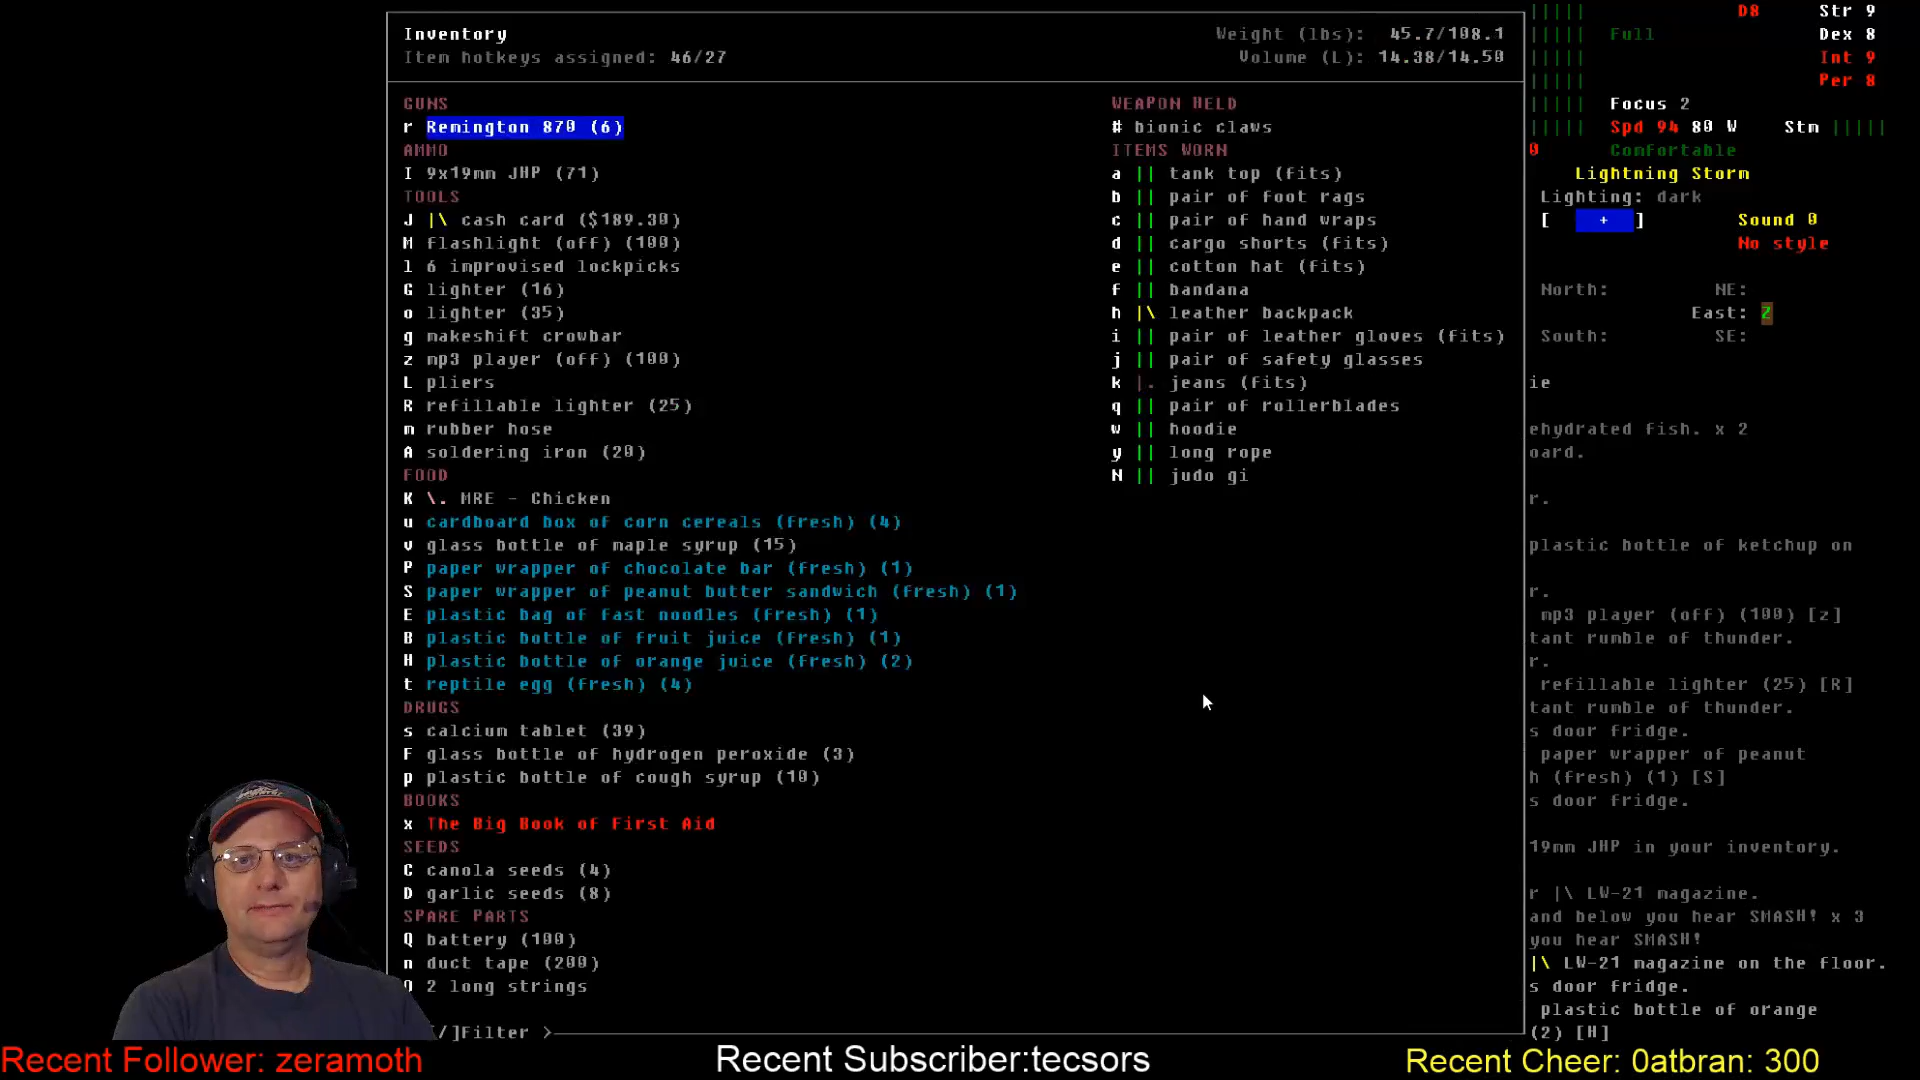 Inventory
Item hotkeys assigned: 46/27
Weight (lbs): 45.7/108.1
Volume (L): 14.38/14.50
GUNS
r Remington 870 (6)
AMMO
I 9x19mm JHP (71)
TOOLS
J |\ cash card ($189.30)
M flashlight (off) (100)
l 6 improvised lockpicks
G lighter (16)
o lighter (35)
g makeshift crowbar
z mp3 player (off) (100)
L pliers
R refillable lighter (25)
m rubber hose
A soldering iron (20)
FOOD
K \. MRE - Chicken
u cardboard box of corn cereals (fresh) (4)
v glass bottle of maple syrup (15)
P paper wrapper of chocolate bar (fresh) (1)
S paper wrapper of peanut butter sandwich (fresh) (1)
E plastic bag of fast noodles (fresh) (1)
B plastic bottle of fruit juice (fresh) (1)
H plastic bottle of orange juice (fresh) (2)
t reptile egg (fresh) (4)
DRUGS
s calcium tablet (39)
F glass bottle of hydrogen peroxide (3)
p plastic bottle of cough syrup (10)
BOOKS
x The Big Book of First Aid
SEEDS
C canola seeds (4)
D garlic seeds (8)
SPARE PARTS
Q battery (100)
n duct tape (200)
O 2 long strings
/]Filter >
WEAPON HELD
# bionic claws
ITEMS WORN
a || tank top (fits)
b || pair of foot rags
c || pair of hand wraps
d || cargo shorts (fits)
e || cotton hat (fits)
f || bandana
h |\ leather backpack
i || pair of leather gloves (fits)
j || pair of safety glasses
k |. jeans (fits)
q || pair of rollerblades
w || hoodie
y || long rope
N || judo gi
D8 Str 9
Full Dex 8
Int 9
Per 8
Focus 2
Spd 94 80 W Stm |||||
0 Comfortable
Lightning Storm
Lighting: dark
[ + ] Sound 0
No style
North: NE:
East: Z
South: SE:
ie
ehydrated fish. x 2
oard.
r.
plastic bottle of ketchup on
r.
mp3 player (off) (100) [z]
tant rumble of thunder.
r.
refillable lighter (25) [R]
tant rumble of thunder.
s door fridge.
paper wrapper of peanut
h (fresh) (1) [S]
s door fridge.
19mm JHP in your inventory.
r |\ LW-21 magazine.
and below you hear SMASH! x 3
you hear SMASH!
|\ LW-21 magazine on the floor.
s door fridge.
plastic bottle of orange
(2) [H]
Recent Follower: zeramoth
Recent Subscriber:tecsors
Recent Cheer: 0atbran: 300